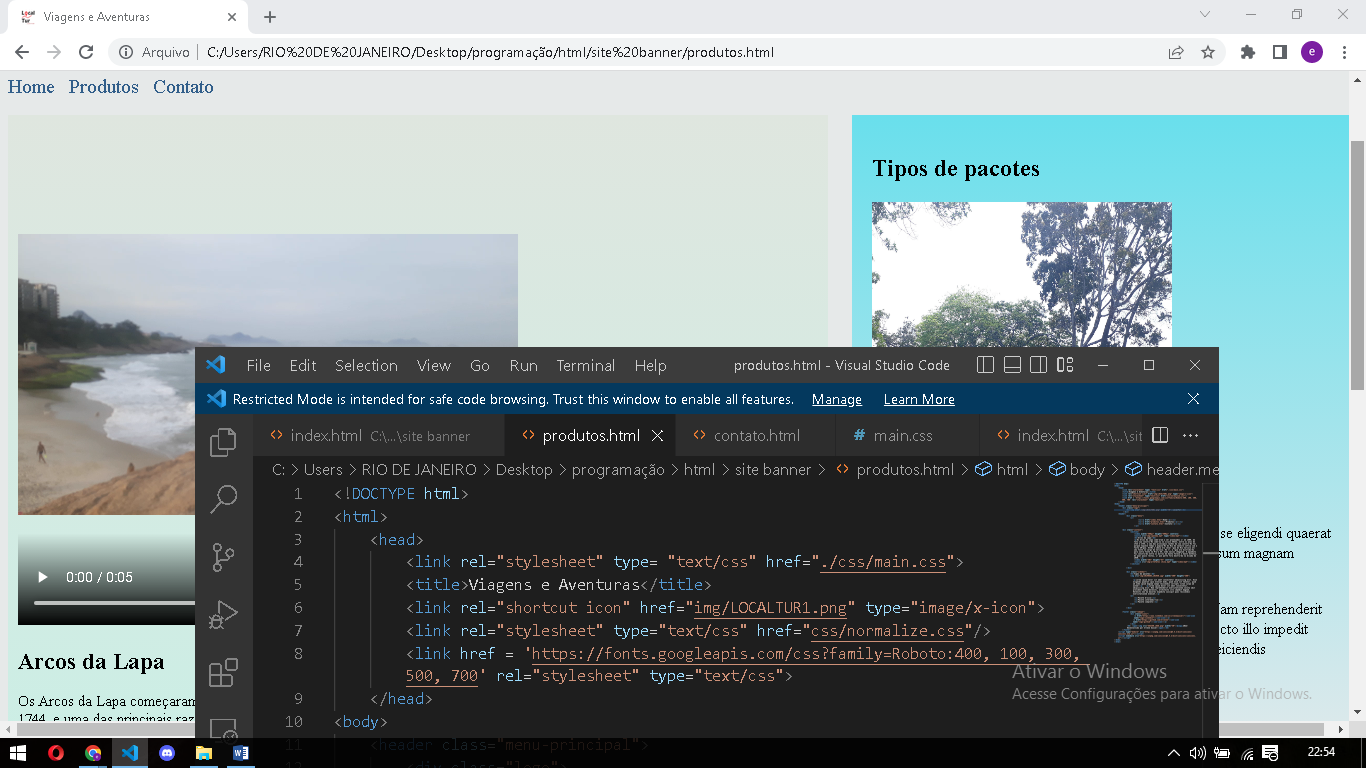 Viagens e Aventuras
Arquivo
C:/Users/RIO%20DE%20JANEIRO/Desktop/programação/html/site%20banner/produtos.html
e
Home Produtos Contato
Tipos de pacotes
0:00 / 0:05
Arcos da Lapa
Os Arcos da Lapa começaram
1744, e uma das principais raz
se eligendi quaerat
sum magnam
am reprehenderit
cto illo impedit
eiciendis
File Edit Selection View Go Run Terminal Help
produtos.html - Visual Studio Code
Restricted Mode is intended for safe code browsing. Trust this window to enable all features. Manage Learn More
index.html C:\...\site banner
produtos.html
contato.html
main.css
index.html C:\...\sit
C: > Users > RIO DE JANEIRO > Desktop > programação > html > site banner > produtos.html > html > body > header.me
1 <!DOCTYPE html>
2 <html>
3 <head>
4 <link rel="stylesheet" type= "text/css" href="./css/main.css">
5 <title>Viagens e Aventuras</title>
6 <link rel="shortcut icon" href="img/LOCALTUR1.png" type="image/x-icon">
7 <link rel="stylesheet" type="text/css" href="css/normalize.css"/>
8 <link href = 'https://fonts.googleapis.com/css?family=Roboto:400, 100, 300,
500, 700' rel="stylesheet" type="text/css">
9 </head>
10 <body>
11 <header class="menu-principal">
12 <div class="logo">
Ativar o Windows
Acesse Configurações para ativar o Windows.
22:54